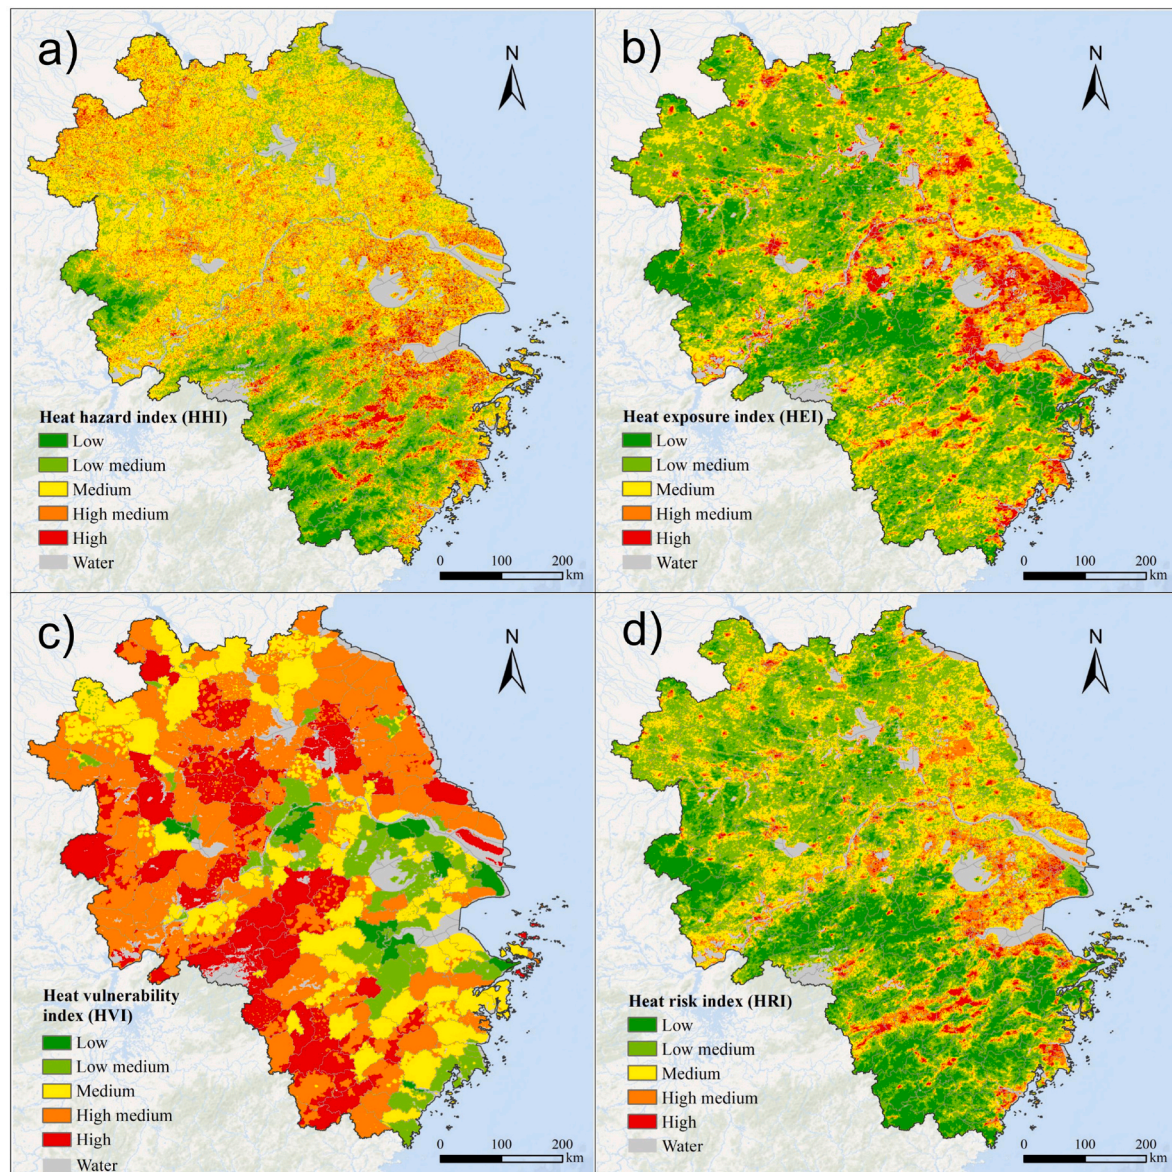 a)
N
Heat hazard index (HHI)
Low
Low medium
Medium
High medium
High
Water
0 100 200
km
b)
N
Heat exposure index (HEI)
Low
Low medium
Medium
High medium
High
Water
0 100 200
km
c)
N
Heat vulnerability
index (HVI)
Low
Low medium
Medium
High medium
High
Water
0 100 200
km
d)
N
Heat risk index (HRI)
Low
Low medium
Medium
High medium
High
Water
0 100 200
km